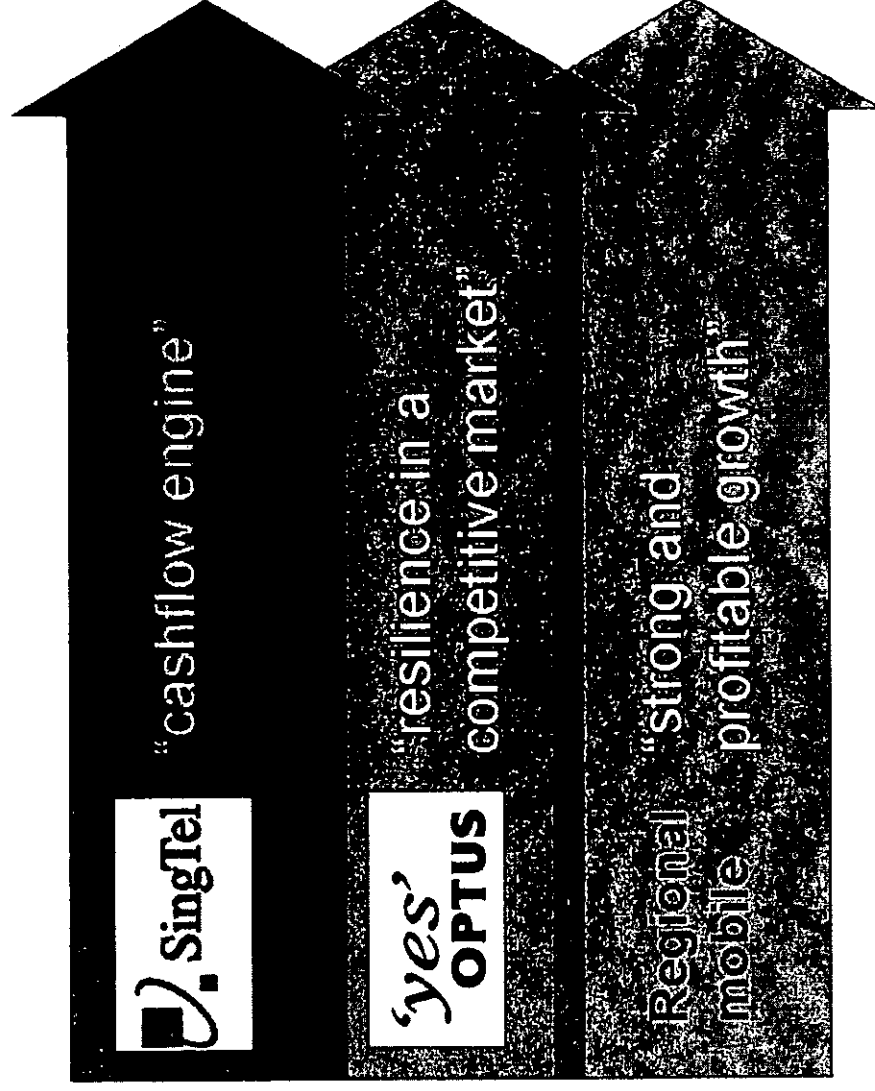 SingTel
"cashflow engine"
'yes'
OPTUS
"resilience in a
competitive market"
Regional
mobile
"strong and
profitable growth"